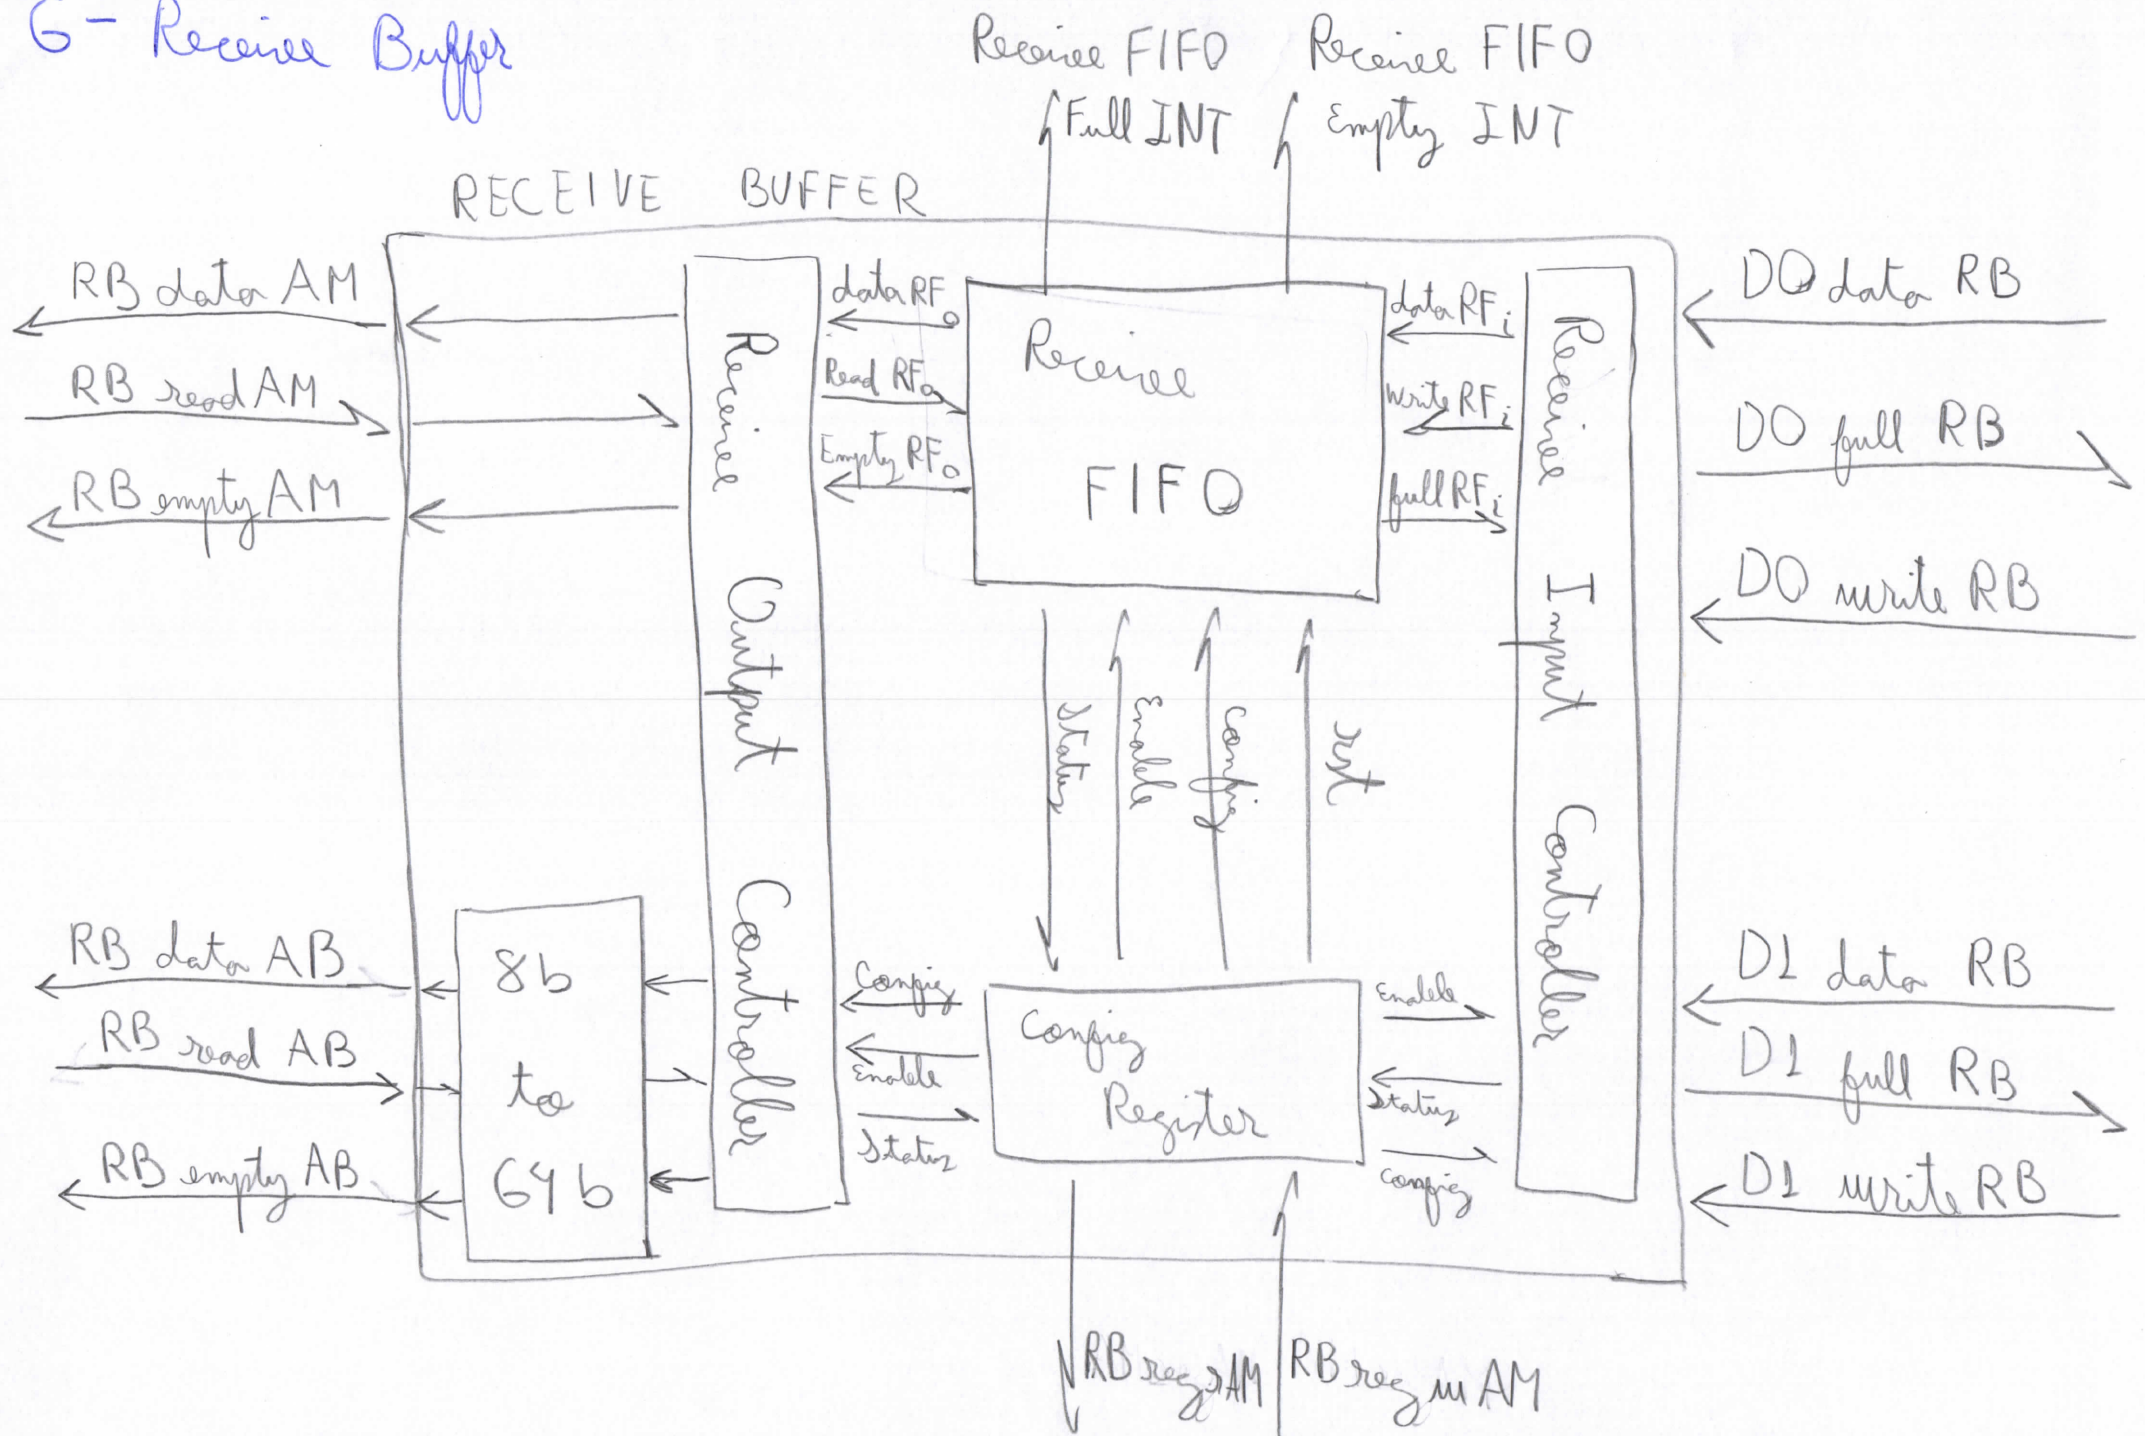 6- Receive Buffer
Receive FIFO
Full INT
Receive FIFO
Empty INT
RECEIVE BUFFER
RB data AM
RB read AM
RB empty AM
RB data AB
RB read AB
RB empty AB
8b
to
64b
Receive Output Controller
data RFo
Read RFo
Empty RFo
Receive
FIFO
data RFi
write RFi
full RFi
Receive Input Controller
Status
Enable
Config
rst
Config
Enable
Status
Config
Register
Enable
Status
Config
D0 data RB
D0 full RB
D0 write RB
D1 data RB
D1 full RB
D1 write RB
RB reg r AM
RB reg w AM